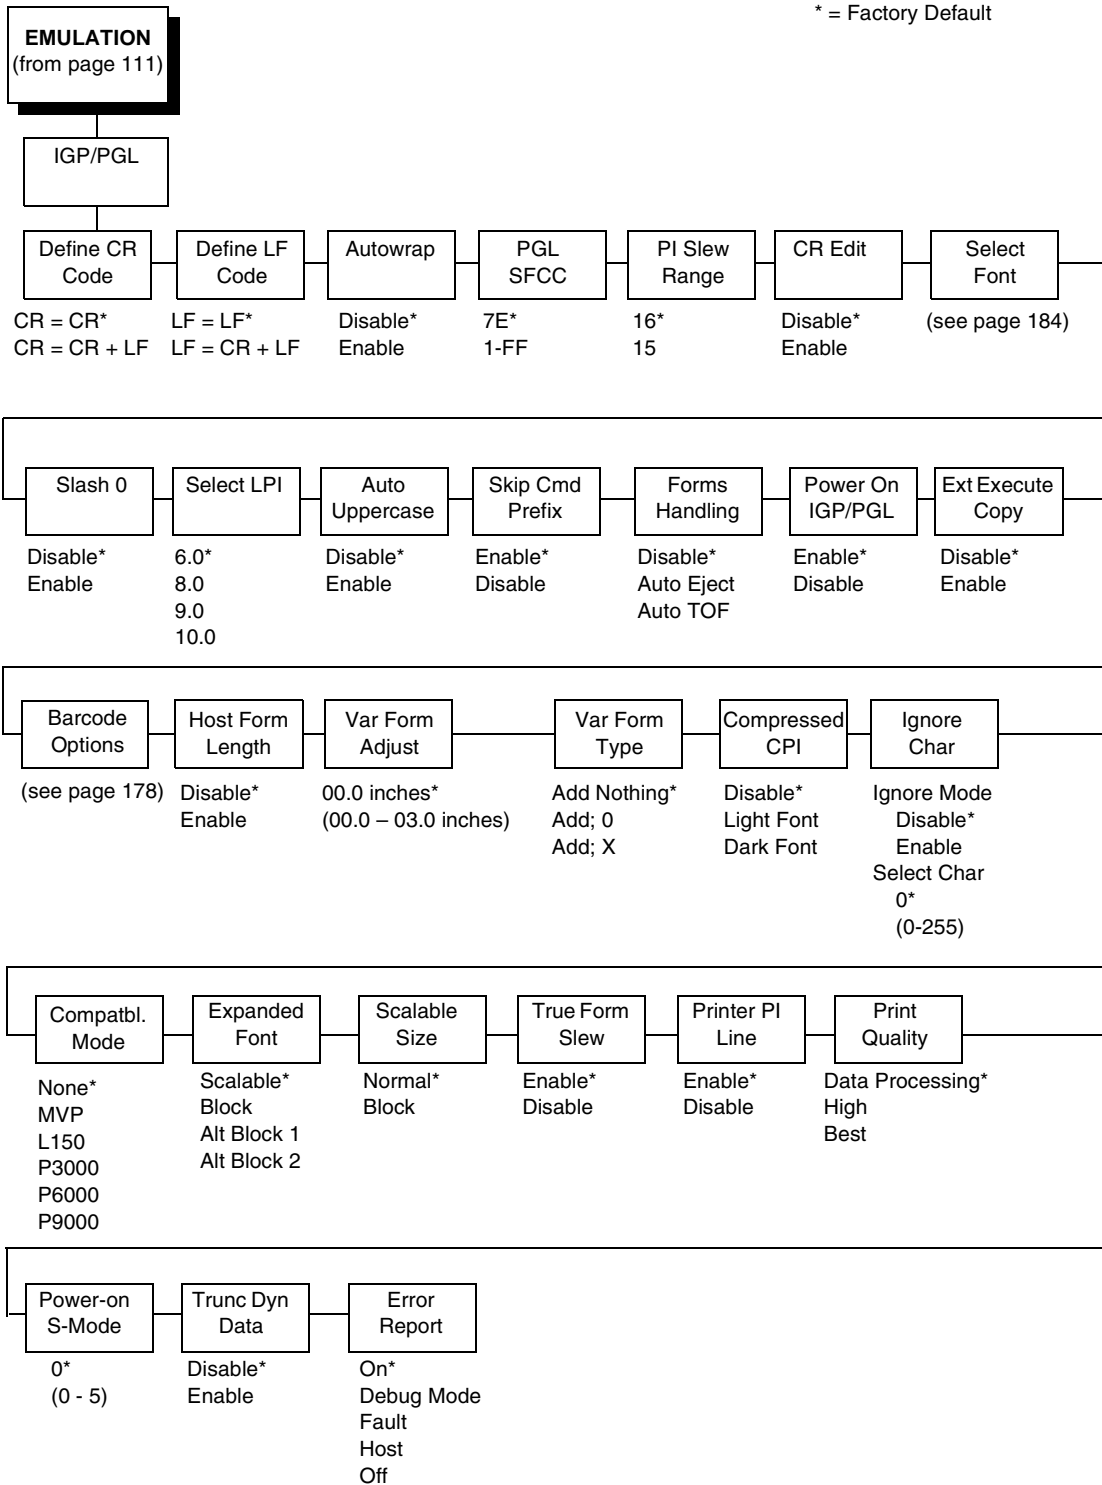 * = Factory Default
EMULATION
(from page 111)
IGP/PGL
Define CR
Code
CR = CR*
CR = CR + LF
Define LF
Code
LF = LF*
LF = CR + LF
Autowrap
Disable*
Enable
PGL
SFCC
7E*
1-FF
PI Slew
Range
16*
15
CR Edit
Disable*
Enable
Select
Font
(see page 184)
Slash 0
Disable*
Enable
Select LPI
6.0*
8.0
9.0
10.0
Auto
Uppercase
Disable*
Enable
Skip Cmd
Prefix
Enable*
Disable
Forms
Handling
Disable*
Auto Eject
Auto TOF
Power On
IGP/PGL
Enable*
Disable
Ext Execute
Copy
Disable*
Enable
Barcode
Options
(see page 178)
Host Form
Length
Disable*
Enable
Var Form
Adjust
00.0 inches*
(00.0 – 03.0 inches)
Var Form
Type
Add Nothing*
Add; 0
Add; X
Compressed
CPI
Disable*
Light Font
Dark Font
Ignore
Char
Ignore Mode
Disable*
Enable
Select Char
0*
(0-255)
Compatbl.
Mode
None*
MVP
L150
P3000
P6000
P9000
Expanded
Font
Scalable*
Block
Alt Block 1
Alt Block 2
Scalable
Size
Normal*
Block
True Form
Slew
Enable*
Disable
Printer PI
Line
Enable*
Disable
Print
Quality
Data Processing*
High
Best
Power-on
S-Mode
0*
(0 - 5)
Trunc Dyn
Data
Disable*
Enable
Error
Report
On*
Debug Mode
Fault
Host
Off